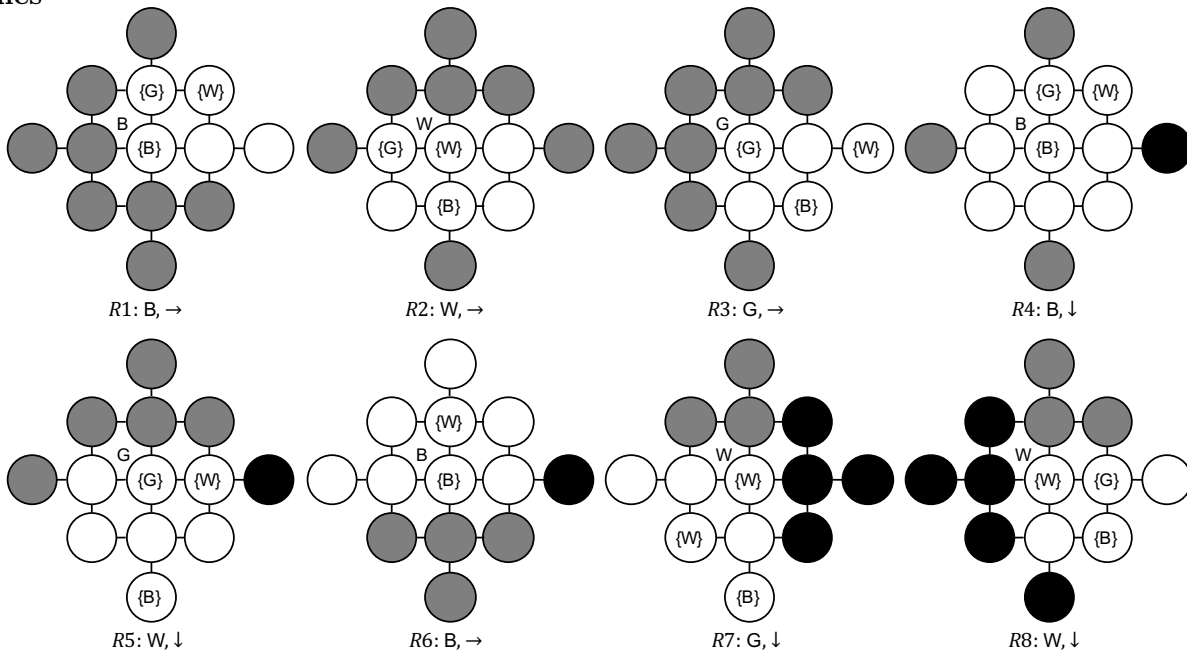 {G} {W} W G {G} {W}
B B
{B} {G} {W} {G} {W} {B}
{B} {B}
R1: B, → R2: W, → R3: G, → R4: B, ↓
G {W} B W W
{G} {W} {B} {W} {W} {G}
{W} {B}
{B} {B}
R5: W, ↓ R6: B, → R7: G, ↓ R8: W, ↓